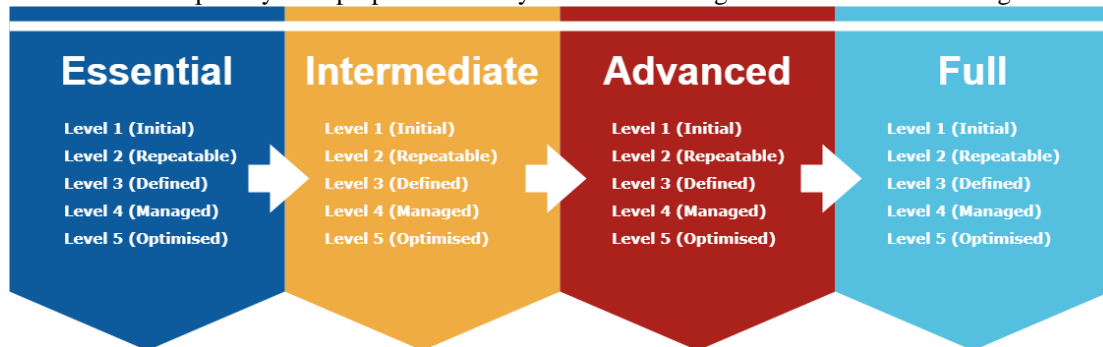 Essential
Level 1 (Initial)
Level 2 (Repeatable)
Level 3 (Defined)
Level 4 (Managed)
Level 5 (Optimised)
Intermediate
Level 1 (Initial)
Level 2 (Repeatable)
Level 3 (Defined)
Level 4 (Managed)
Level 5 (Optimised)
Advanced
Level 1 (Initial)
Level 2 (Repeatable)
Level 3 (Defined)
Level 4 (Managed)
Level 5 (Optimised)
Full
Level 1 (Initial)
Level 2 (Repeatable)
Level 3 (Defined)
Level 4 (Managed)
Level 5 (Optimised)